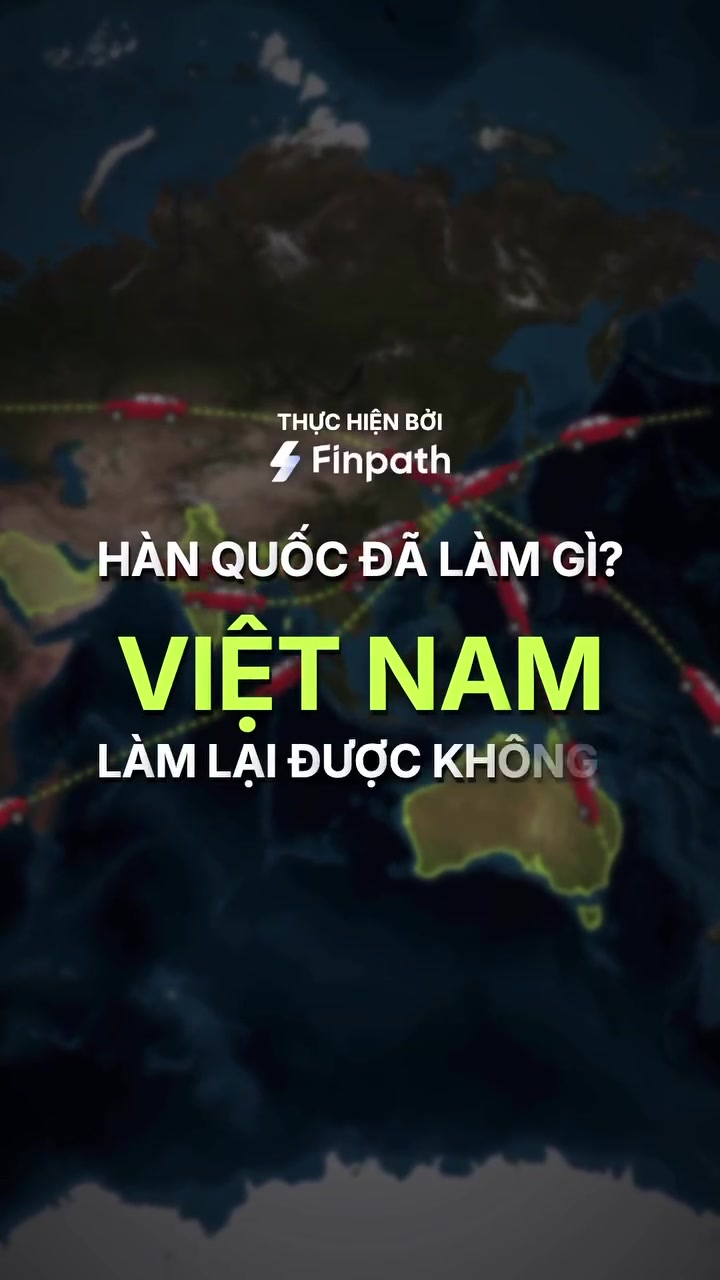 THỰC HIỆN BỞI
Finpath
HÀN QUỐC ĐÃ LÀM GÌ?
VIỆT NAM
LÀM LẠI ĐƯỢC KHÔNG